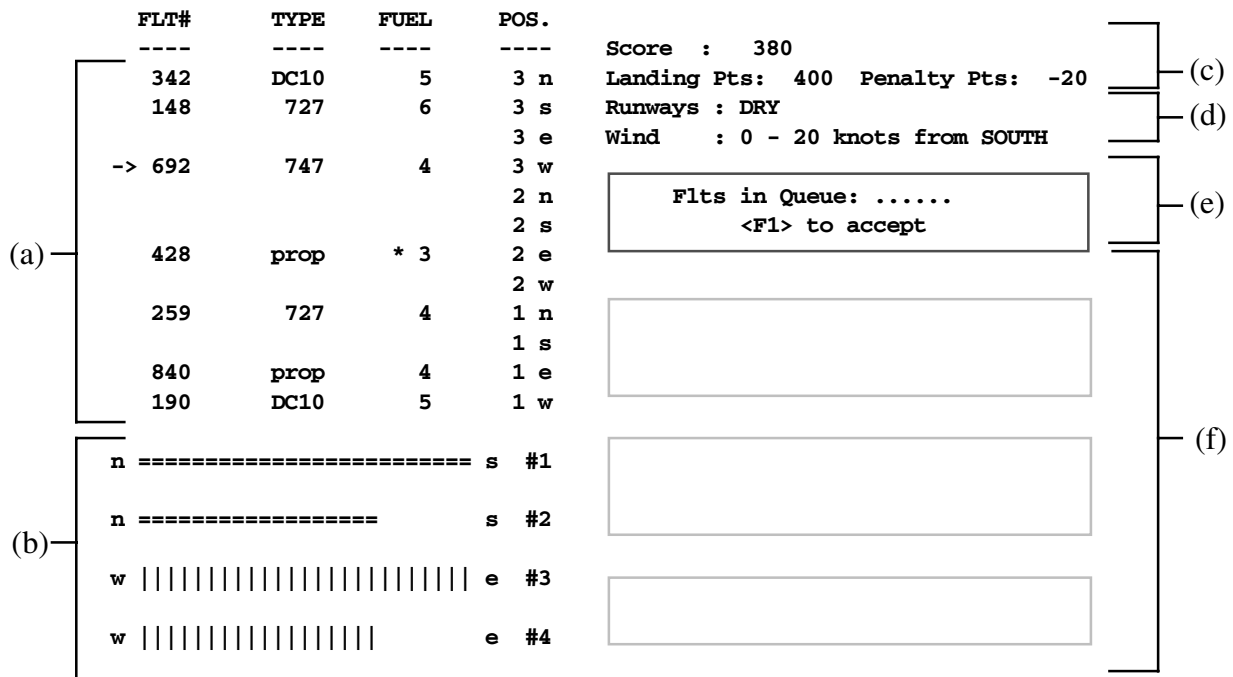 FLT# TYPE FUEL POS.
---- ---- ---- ----
342 DC10 5 3 n
148 727 6 3 s
3 e
-> 692 747 4 3 w
2 n
2 s
428 prop * 3 2 e
2 w
259 727 4 1 n
1 s
840 prop 4 1 e
190 DC10 5 1 w
(a)
n ========================= s #1
n ================== s #2
w ||||||||||||||||||||||||| e #3
w |||||||||||||||||| e #4
(b)
Score : 380
Landing Pts: 400 Penalty Pts: -20
(c)
Runways : DRY
Wind : 0 - 20 knots from SOUTH
(d)
Flts in Queue: ......
<F1> to accept
(e)
(f)